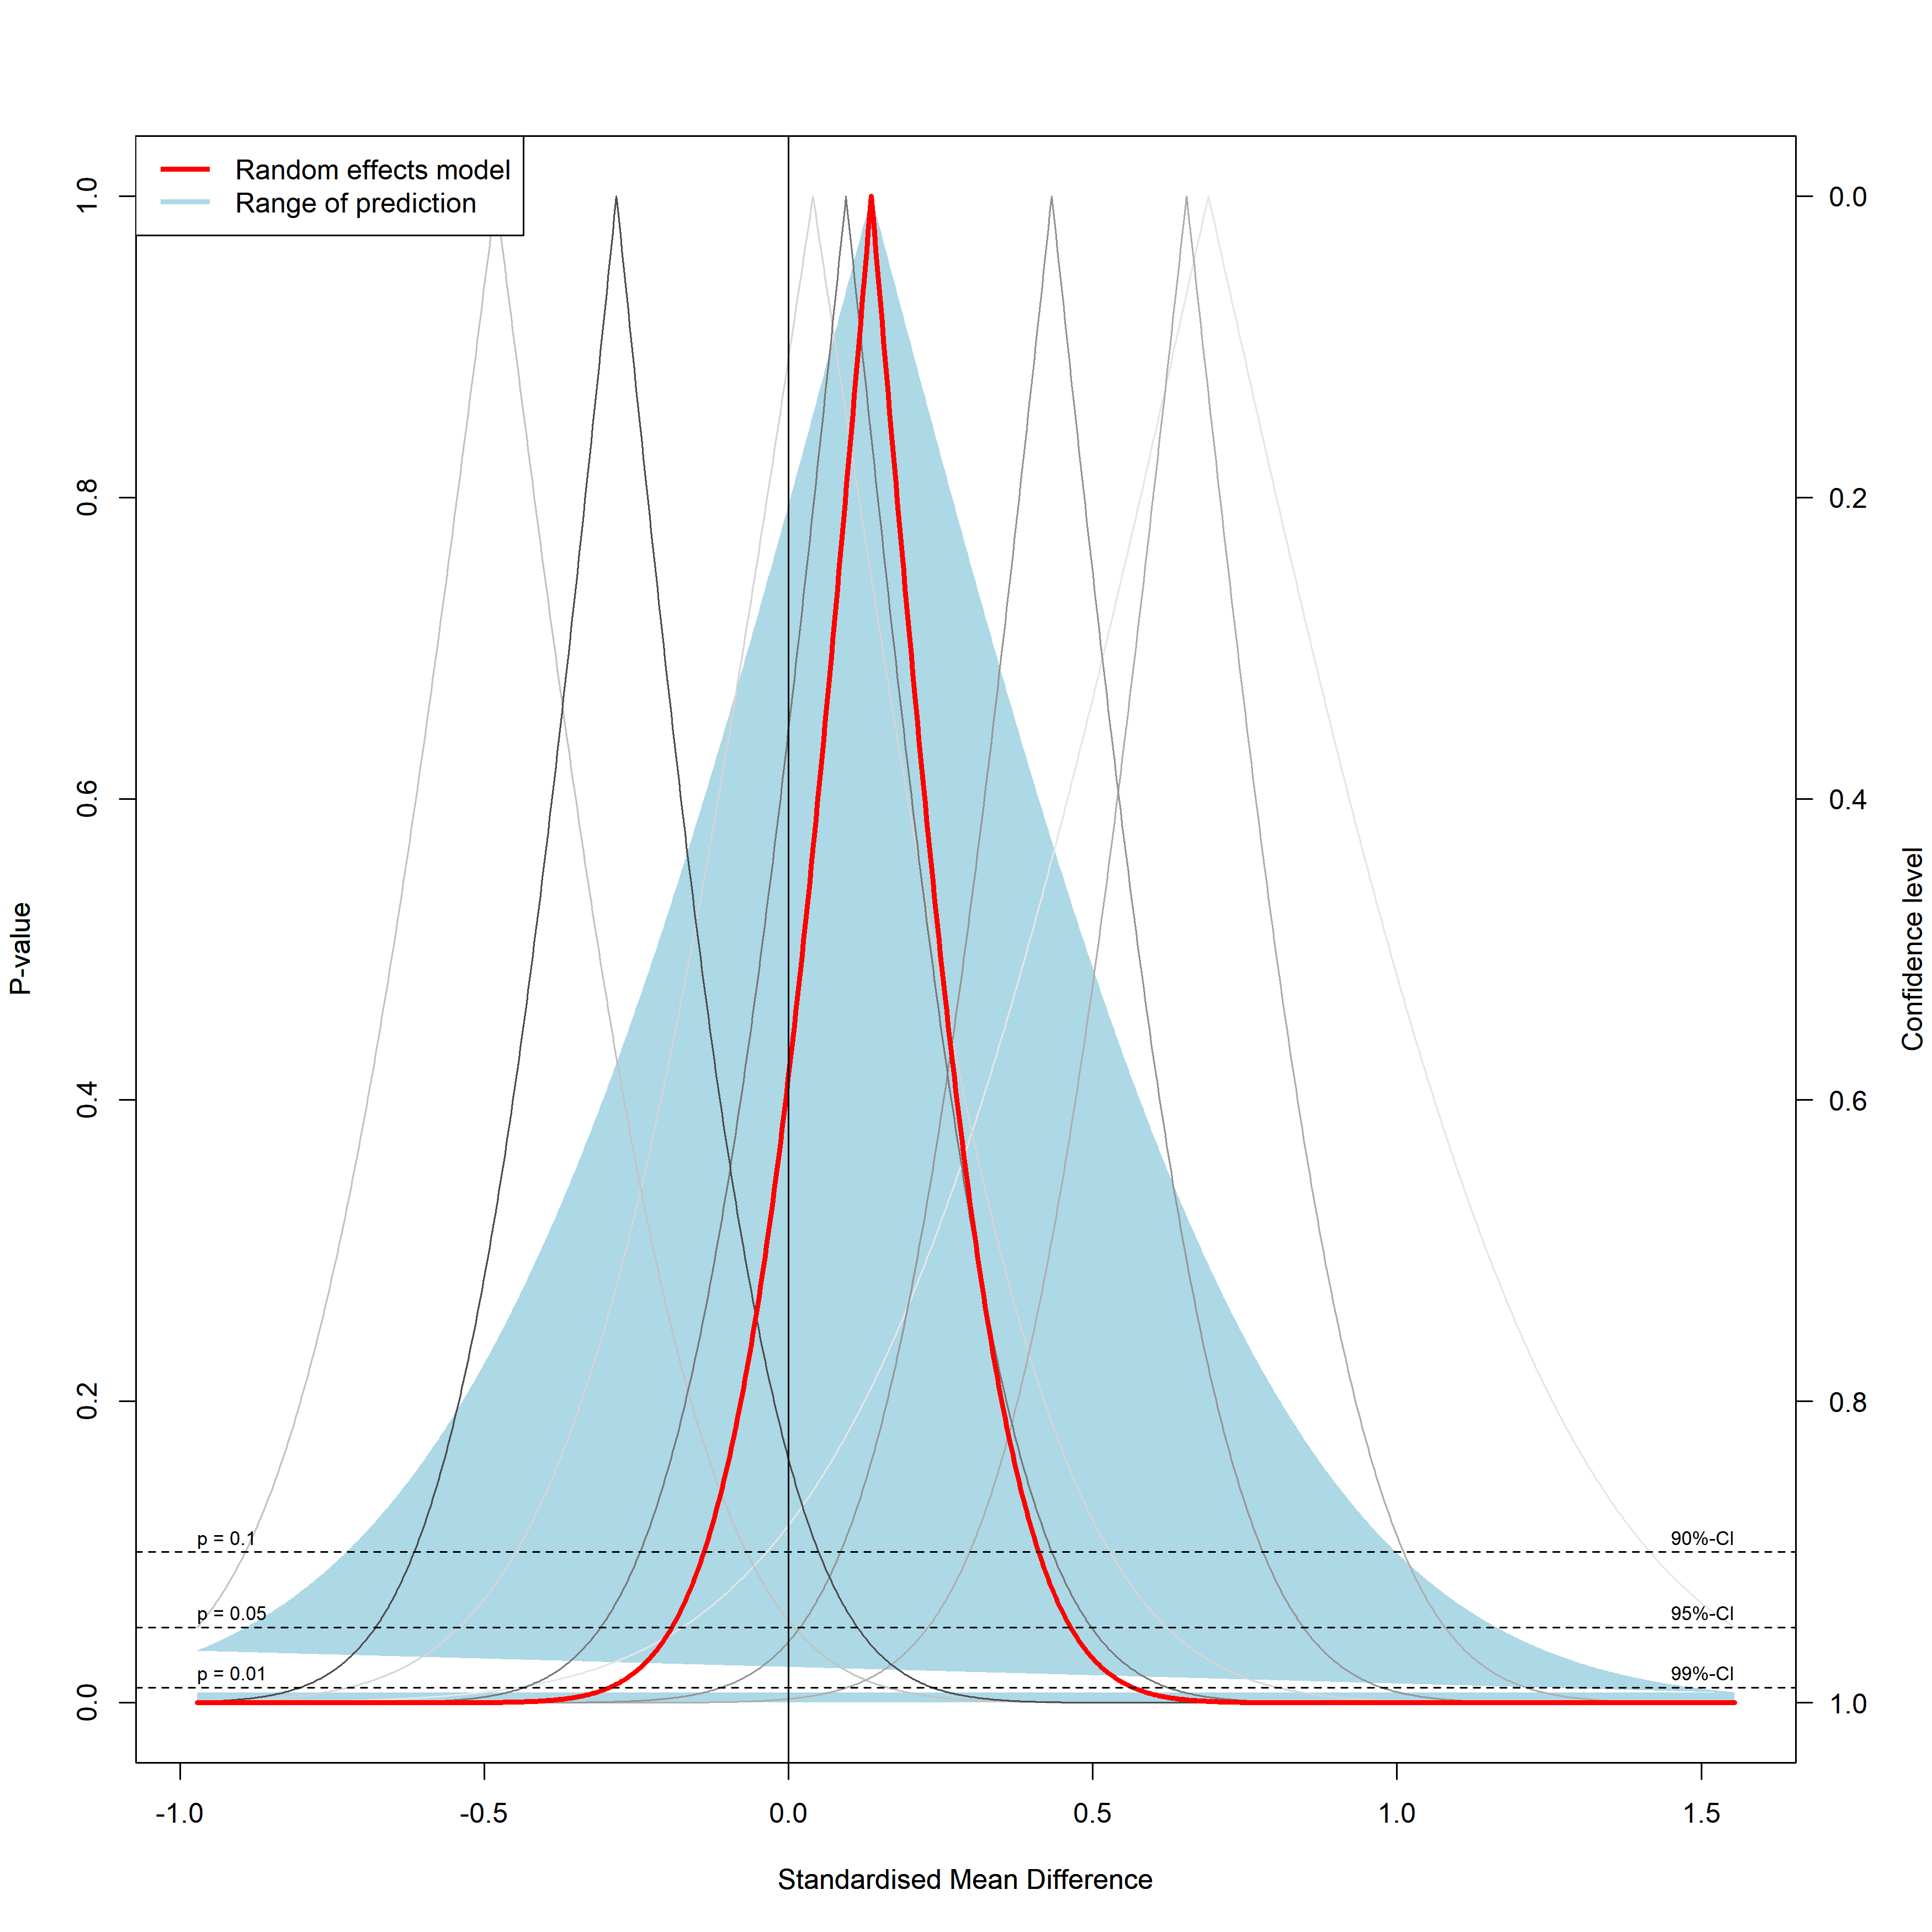 Random effects model
Range of prediction
1.0
0.8
0.6
0.4
0.2
0.0
P-value
0.0
0.2
0.4
0.6
0.8
1.0
Confidence level
p = 0.1
90%-CI
p = 0.05
95%-CI
p = 0.01
99%-CI
-1.0
-0.5
0.0
0.5
1.0
1.5
Standardised Mean Difference